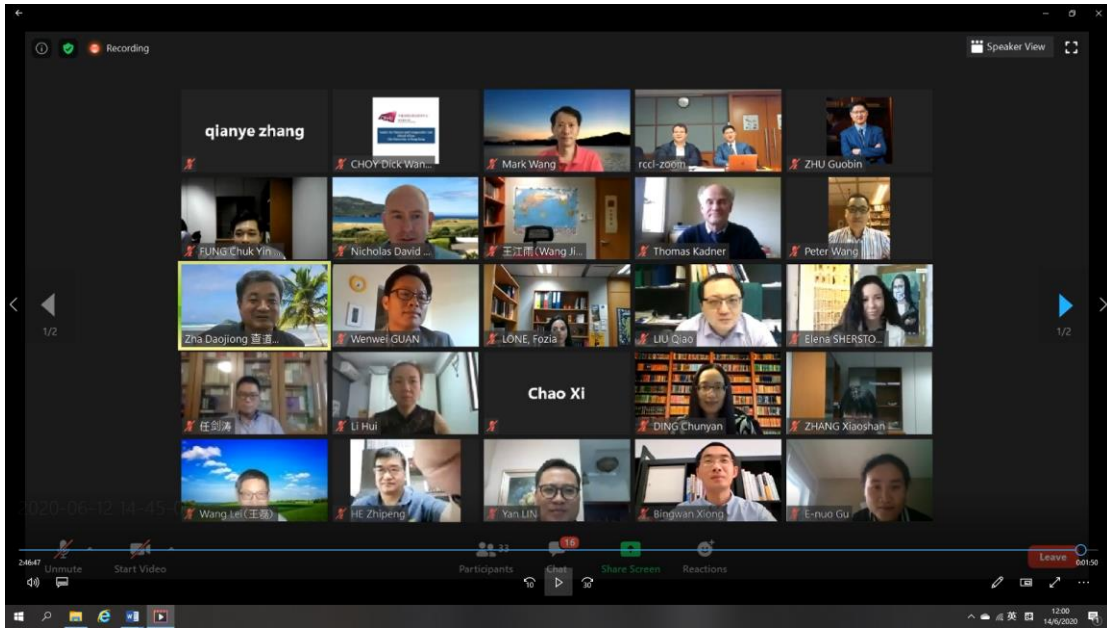 Recording
Speaker View
qianye zhang
CHOY Dick Wan...
Mark Wang
rcci-zoom
ZHU Guobin
FUNG Chuk Yin ...
Nicholas David ...
王江雨(Wang Ji...
Thomas Kadner
Peter Wang
Zha Daojiong 查道...
Wenwei GUAN
LONE, Fozia
LIU Qiao
Elena SHERSTO...
任剑涛
Li Hui
Chao Xi
DING Chunyan
ZHANG Xiaoshan
Wang Lei(王磊)
HE Zhipeng
Yan LIN
Bingwan Xiong
E-nuo Gu
1/2
1/2
2020-06-12 14-45-
Unmute
Start Video
Participants
33
Chat
16
Share Screen
Reactions
Leave
2:46:47
0:01:50
10
30
英
12:00
14/6/2020